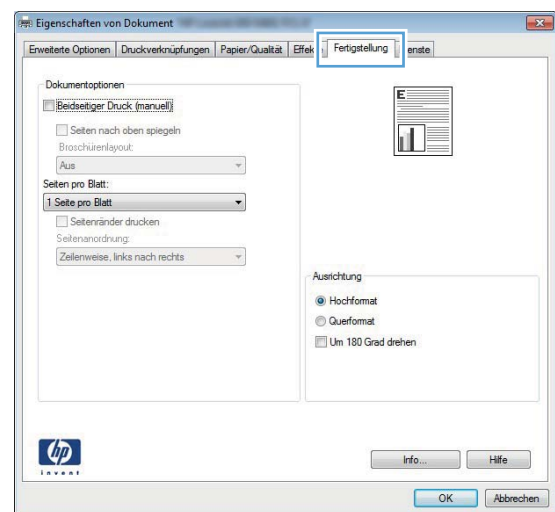 Eigenschaften von Dokument
Erweiterte Optionen Druckverknüpfungen Papier/Qualität Fertigstellung
Dokumentoptionen
Beidseitiger Druck (manuell)
Seiten nach oben spiegeln
Broschürenlayout:
Aus
Seiten pro Blatt:
1 Seite pro Blatt
Seitenränder drucken
Seitenanordnung:
Zeilenweise, links nach rechts
E
Ausrichtung
Hochformat
Querformat
Um 180 Grad drehen
hp
invent
Info... Hilfe
OK Abbrechen